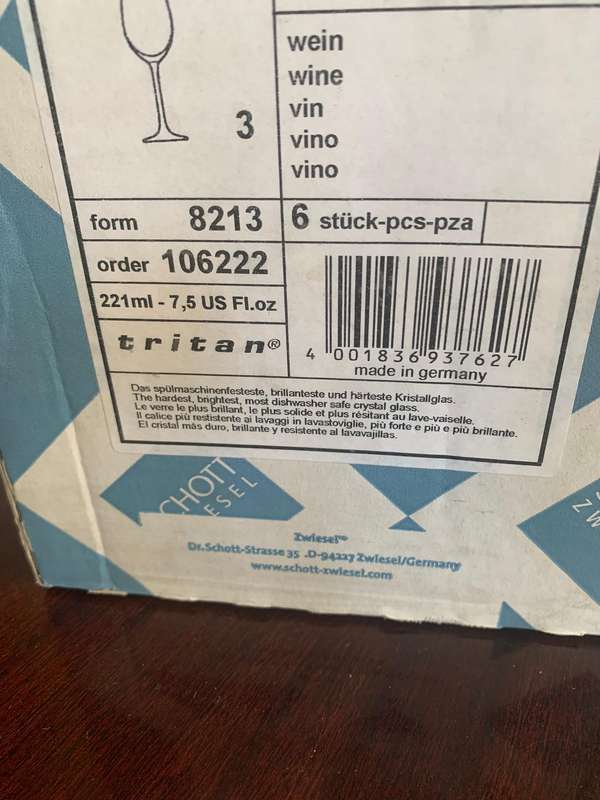 wein
wine
vin
3
vino
vino
form 8213
6 stück-pcs-pza
order 106222
221ml - 7,5 US Fl.oz
tritan®
4 001836 937627
made in germany
Das spülmaschinenfesteste, brillanteste und härteste Kristallglas.
The hardest, brightest, most dishwasher safe crystal glass.
Le verre le plus brillant, le plus solide et plus résitant au lave-vaiselle.
Il calice più restistente ai lavaggi in lavastoviglie, più forte e più e più brillante.
El cristal más duro, brillante y resistente al lavavajillas.
CHOTT
ESEL
ZW
Zwiesel
Dr.Schott-Strasse 35 .D-94227 Zwiesel/Germany
www.schott-zwiesel.com